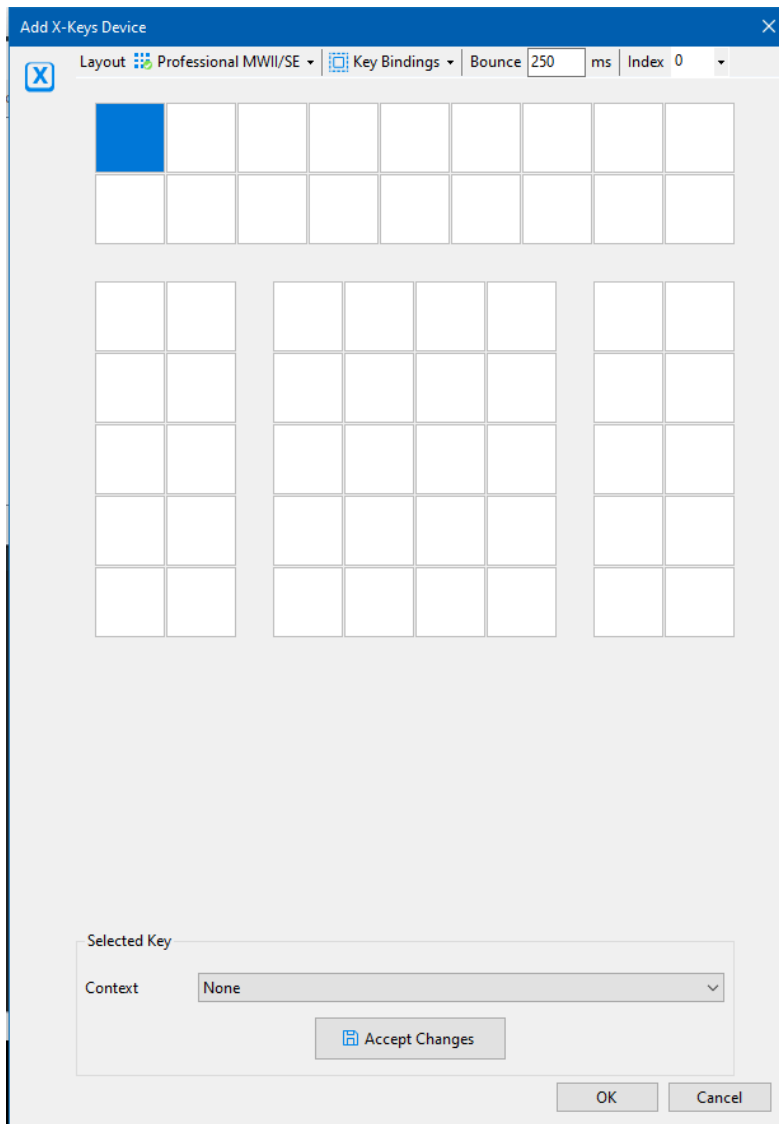 Add X-Keys Device
X
Layout Professional MWII/SE Key Bindings Bounce 250 ms Index 0
Selected Key
Context None
Accept Changes
OK Cancel